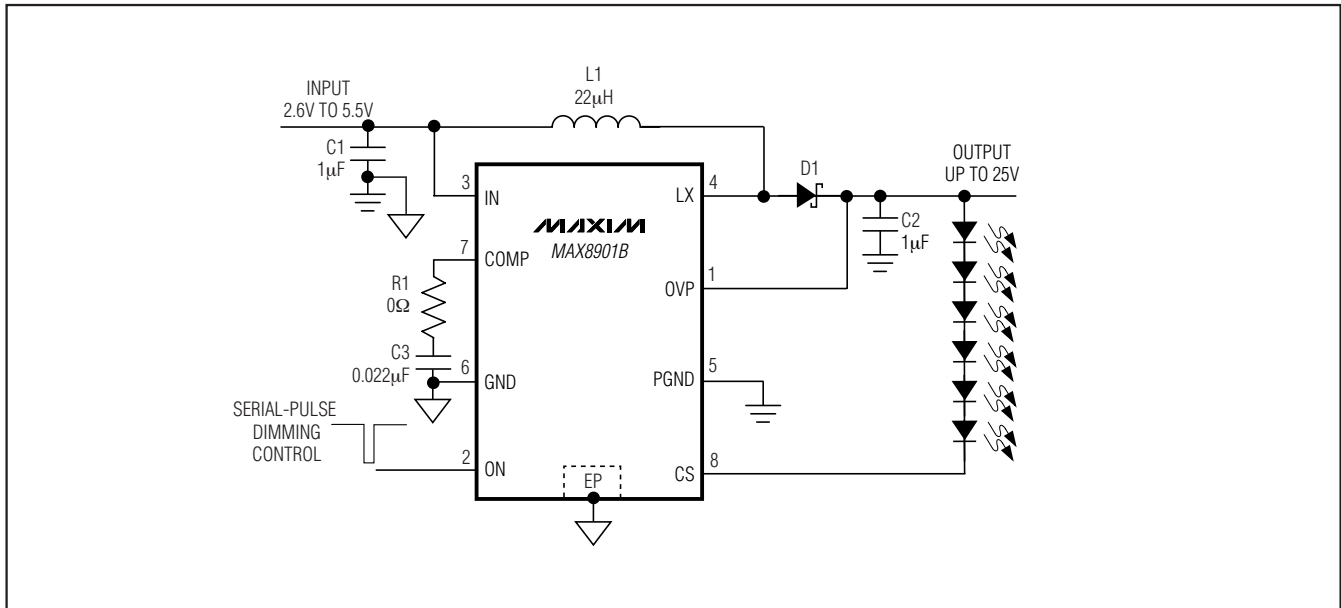 INPUT
2.6V TO 5.5V
L1
22µH
C1
1µF
3
IN
LX
4
D1
OUTPUT
UP TO 25V
MAXIM
MAX8901B
C2
1µF
7
COMP
R1
0Ω
OVP
1
C3
0.022µF
6
GND
PGND
5
SERIAL-PULSE
DIMMING
CONTROL
2
ON
EP
CS
8